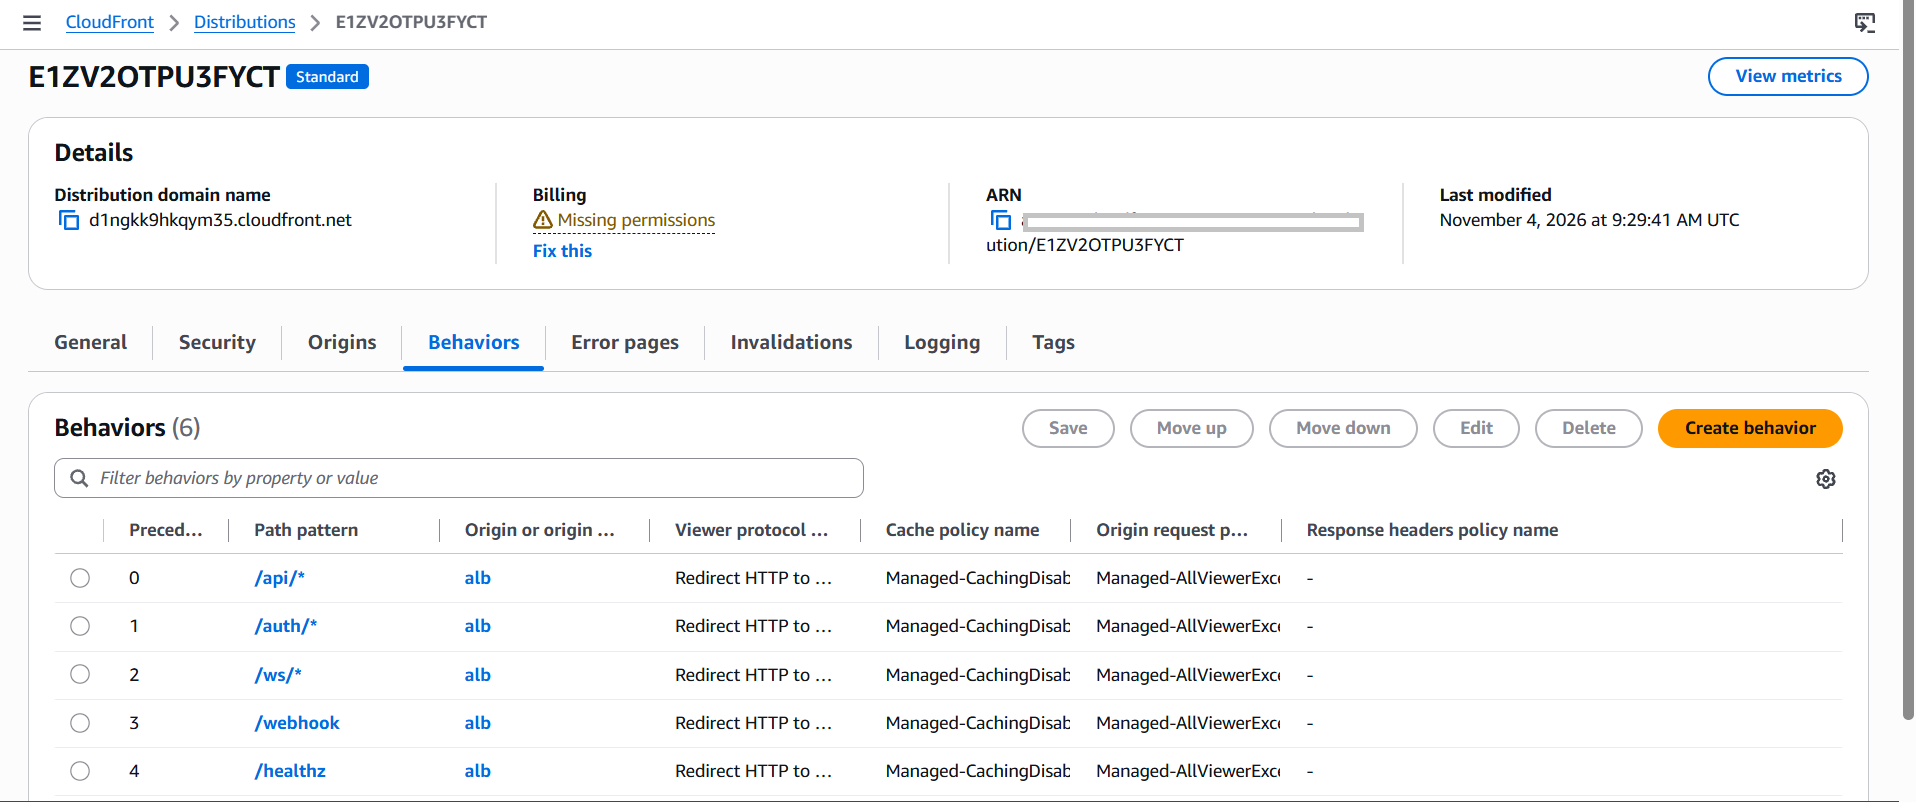 CloudFront > Distributions > E1ZV2OTPU3FYCT
E1ZV2OTPU3FYCT Standard View metrics
Details
Distribution domain name Billing ARN Last modified
d1ngkk9hkqym35.cloudfront.net Missing permissions November 4, 2026 at 9:29:41 AM UTC
Fix this ution/E1ZV2OTPU3FYCT
General Security Origins Behaviors Error pages Invalidations Logging Tags
Behaviors (6) Save Move up Move down Edit Delete Create behavior
Filter behaviors by property or value
Preced... Path pattern Origin or origin ... Viewer protocol ... Cache policy name Origin request p... Response headers policy name
0 /api/* alb Redirect HTTP to ... Managed-CachingDisab Managed-AllViewerExc -
1 /auth/* alb Redirect HTTP to ... Managed-CachingDisab Managed-AllViewerExc -
2 /ws/* alb Redirect HTTP to ... Managed-CachingDisab Managed-AllViewerExc -
3 /webhook alb Redirect HTTP to ... Managed-CachingDisab Managed-AllViewerExc -
4 /healthz alb Redirect HTTP to ... Managed-CachingDisab Managed-AllViewerExc -